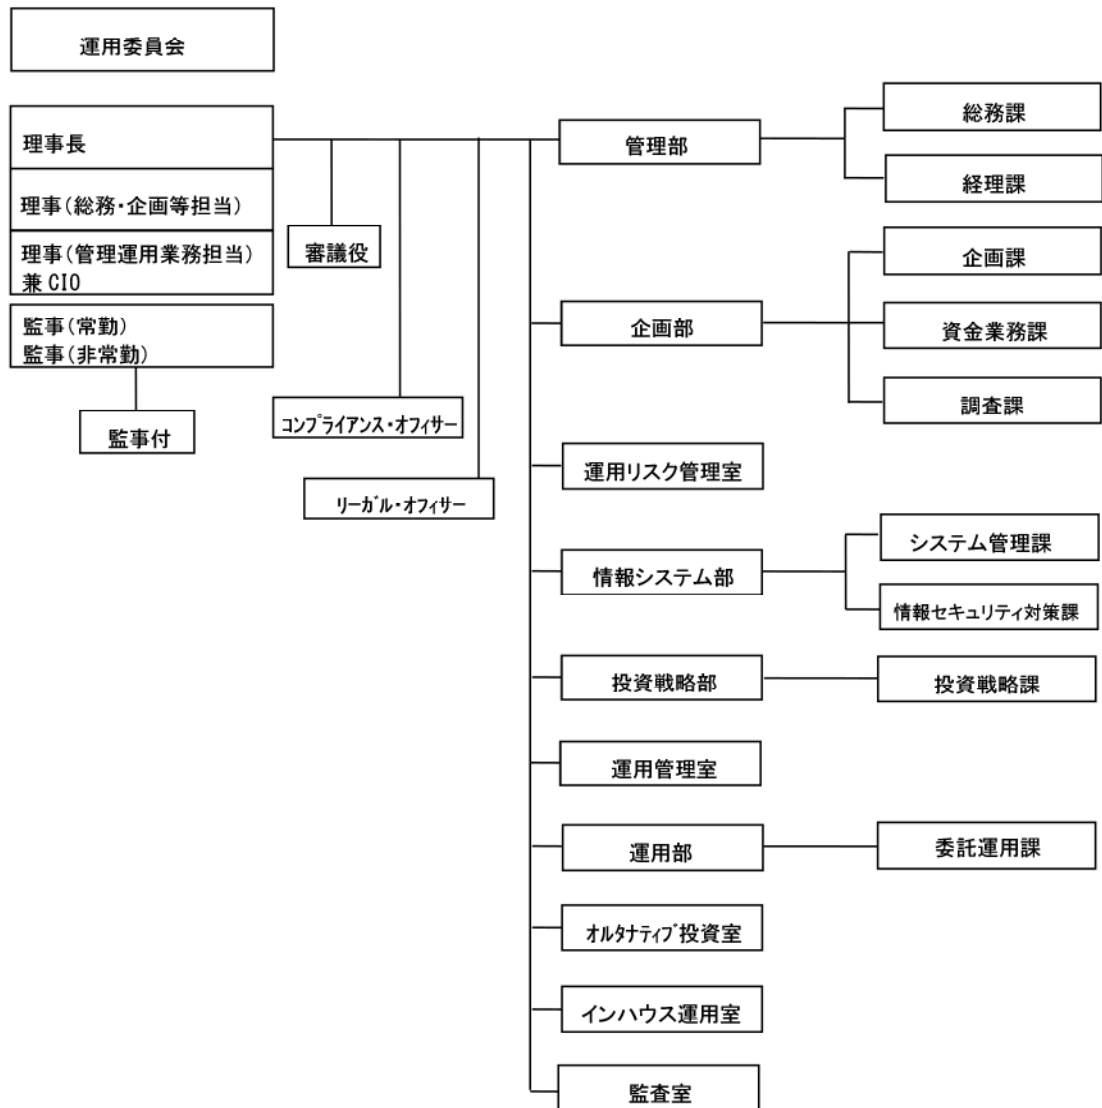 運用委員会
理事長
理事(総務・企画等担当)
理事(管理運用業務担当)
兼 CIO
監事(常勤)
監事(非常勤)
監事付
審議役
コンプライアンス・オフィサー
リーガル・オフィサー
管理部
総務課
経理課
企画部
企画課
資金業務課
調査課
運用リスク管理室
情報システム部
システム管理課
情報セキュリティ対策課
投資戦略部
投資戦略課
運用管理室
運用部
委託運用課
オルタナティブ投資室
インハウス運用室
監査室